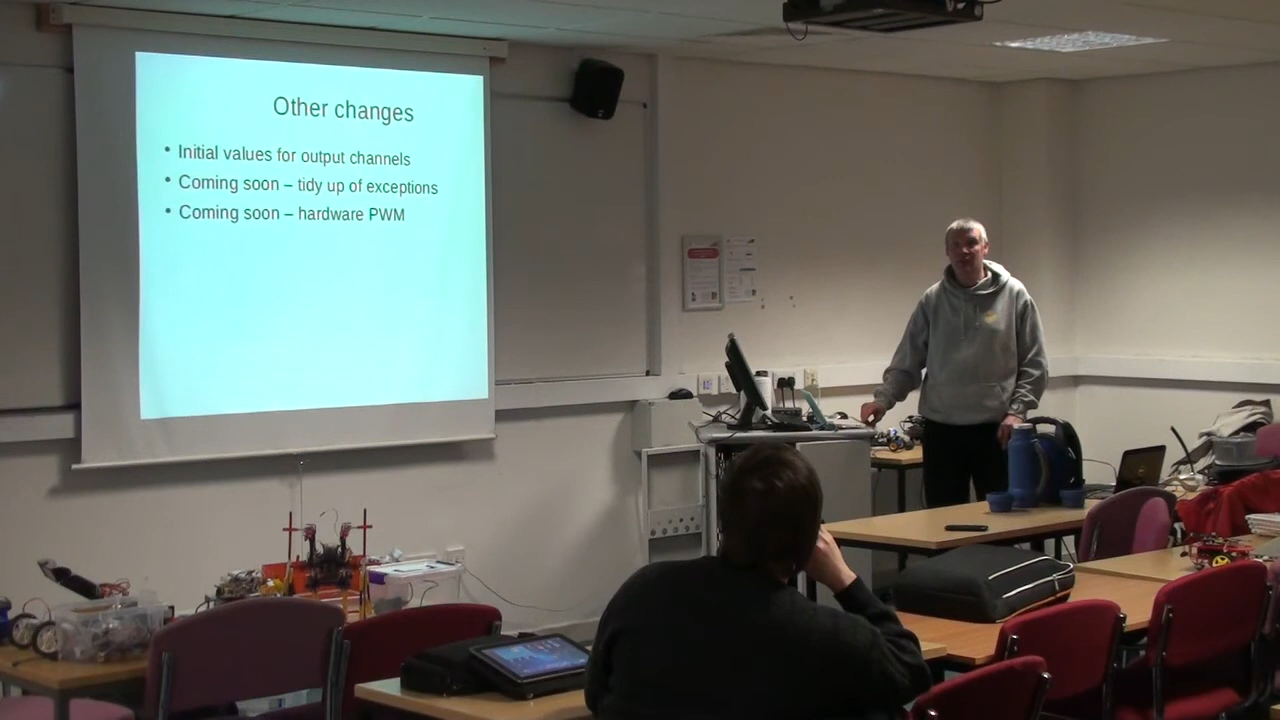 Other changes
• Initial values for output channels
• Coming soon – tidy up of exceptions
• Coming soon – hardware PWM